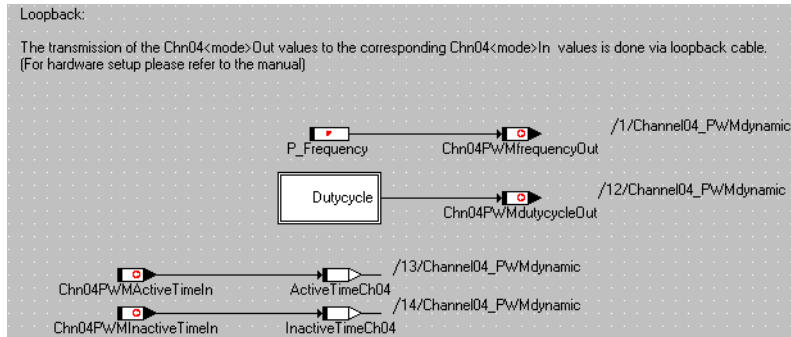 Loopback:
The transmission of the Chn04<mode>Out values to the corresponding Chn04<mode>In values is done via loopback cable.
(For hardware setup please refer to the manual)
/1/Channel04_PWMdynamic
P_Frequency
Chn04PWMfrequencyOut
Dutycycle
/12/Channel04_PWMdynamic
Chn04PWMdutycycleOut
/13/Channel04_PWMdynamic
Chn04PWMActiveTimeIn
ActiveTimeCh04
/14/Channel04_PWMdynamic
Chn04PWMInactiveTimeIn
InactiveTimeCh04